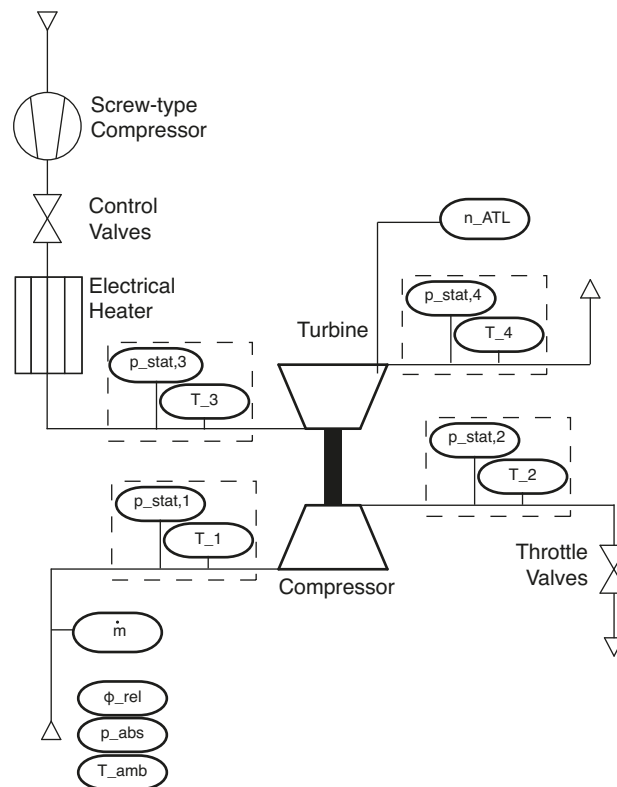 Screw-type
Compressor
Control
Valves
n_ATL
Electrical
Heater
p_stat,4
Turbine
T_4
p_stat,3
T_3
p_stat,2
T_2
p_stat,1
T_1
Throttle
Valves
Compressor
ṁ
ϕ_rel
p_abs
T_amb